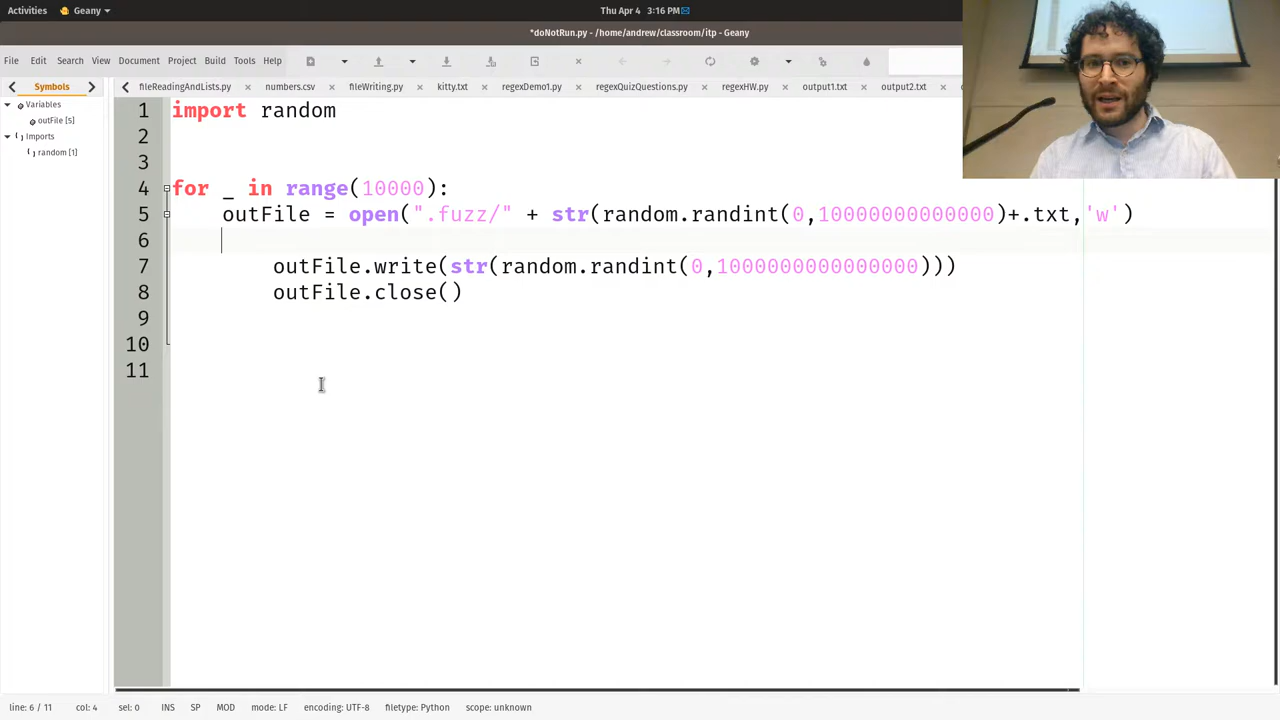 Activities Geany Thu Apr 4 3:16 PM
*doNotRun.py - /home/andrew/classroom/itp - Geany
File Edit Search View Document Project Build Tools Help
Symbols fileReadingAndLists.py numbers.csv fileWriting.py kitty.txt regexDemo1.py regexQuizQuestions.py regexHW.py output1.txt output2.txt
Variables
outFile [5]
Imports
random [1]
1 import random
2
3
4 for _ in range(10000):
5 outFile = open(".fuzz/" + str(random.randint(0,10000000000000)+.txt,'w')
6
7 outFile.write(str(random.randint(0,1000000000000000)))
8 outFile.close()
9
10
11
line: 6 / 11 col: 4 sel: 0 INS SP MOD mode: LF encoding: UTF-8 filetype: Python scope: unknown